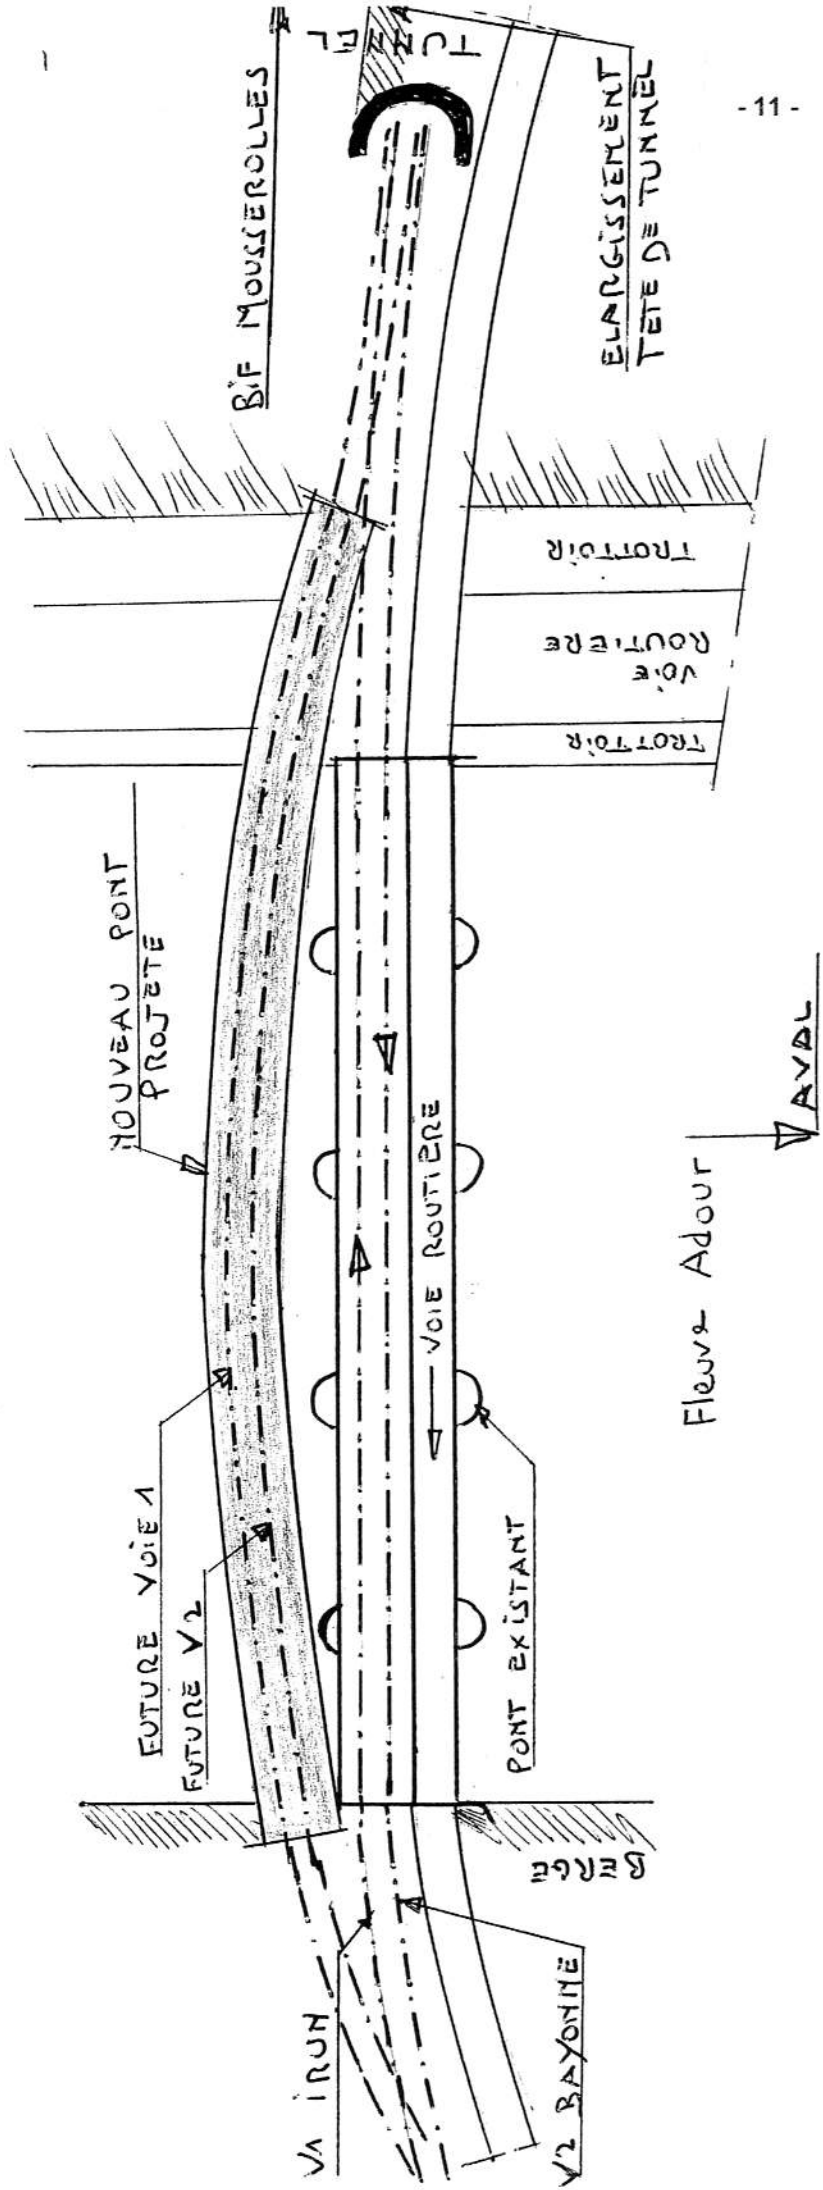 - 11 -
BIF MOUSSEROLLES
TUNNEL
ELARGISSEMENT
TETE DE TUNNEL
NOUVEAU PONT
PROJETE
TROTTOIR
VOIE
ROUTIERE
TROTTOIR
FUTURE VOIE 1
FUTURE V2
VOIE ROUTIÈRE
PONT EXISTANT
Fleuve Adour
AVAL
BERGE
V1 IRUN
V2 BAYONNE